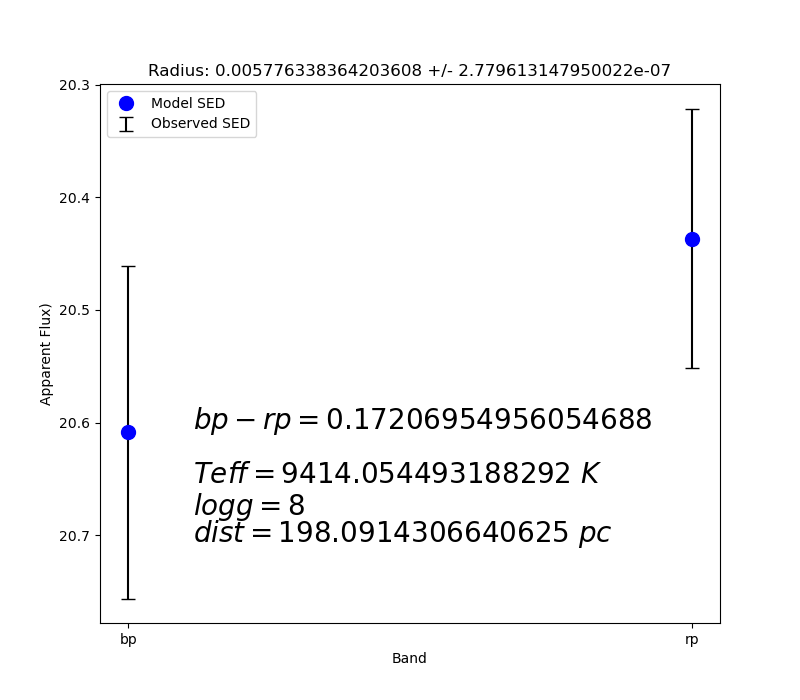 Radius: 0.005776338364203608 +/- 2.779613147950022e-07
20.3
Model SED
Observed SED
20.4
20.5
Apparent Flux)
20.6
bp − rp = 0.17206954956054688
Teff = 9414.054493188292 K
logg = 8
20.7
dist = 198.0914306640625 pc
bp
rp
Band